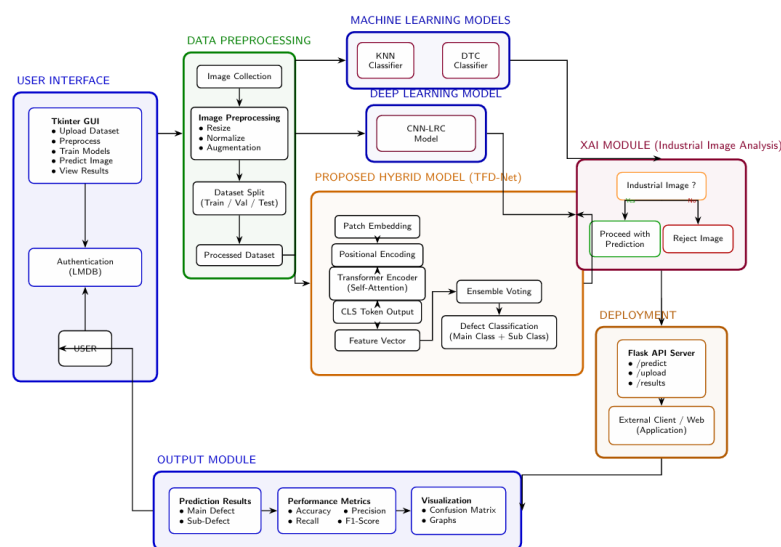 MACHINE LEARNING MODELS
KNN
Classifier
DTC
Classifier
DATA PREPROCESSING
Image Collection
Image Preprocessing
• Resize
• Normalize
• Augmentation
Dataset Split
(Train / Val / Test)
Processed Dataset
USER INTERFACE
Tkinter GUI
• Upload Dataset
• Preprocess
• Train Models
• Predict Image
• View Results
Authentication
(LMDB)
USER
DEEP LEARNING MODEL
CNN-LRC
Model
XAI MODULE (Industrial Image Analysis)
Industrial Image ?
Yes
No
Proceed with
Prediction
Reject Image
PROPOSED HYBRID MODEL (TFD-Net)
Patch Embedding
Positional Encoding
Transformer Encoder
(Self-Attention)
CLS Token Output
Feature Vector
Ensemble Voting
Defect Classification
(Main Class + Sub Class)
DEPLOYMENT
Flask API Server
• /predict
• /upload
• /results
External Client / Web
(Application)
OUTPUT MODULE
Prediction Results
• Main Defect
• Sub-Defect
Performance Metrics
• Accuracy • Precision
• Recall • F1-Score
Visualization
• Confusion Matrix
• Graphs